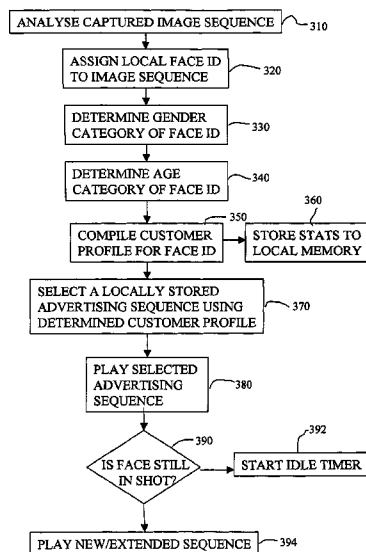 ANALYSE CAPTURED IMAGE SEQUENCE
310
ASSIGN LOCAL FACE ID
TO IMAGE SEQUENCE
320
DETERMINE GENDER
CATEGORY OF FACE ID
330
DETERMINE AGE
CATEGORY OF FACE ID
340
350
360
COMPILE CUSTOMER
PROFILE FOR FACE ID
STORE STATS TO
LOCAL MEMORY
SELECT A LOCALLY STORED
ADVERTISING SEQUENCE USING
DETERMINED CUSTOMER PROFILE
370
PLAY SELECTED
ADVERTISING
SEQUENCE
380
390
392
IS FACE STILL
IN SHOT?
START IDLE TIMER
PLAY NEW/EXTENDED SEQUENCE
394